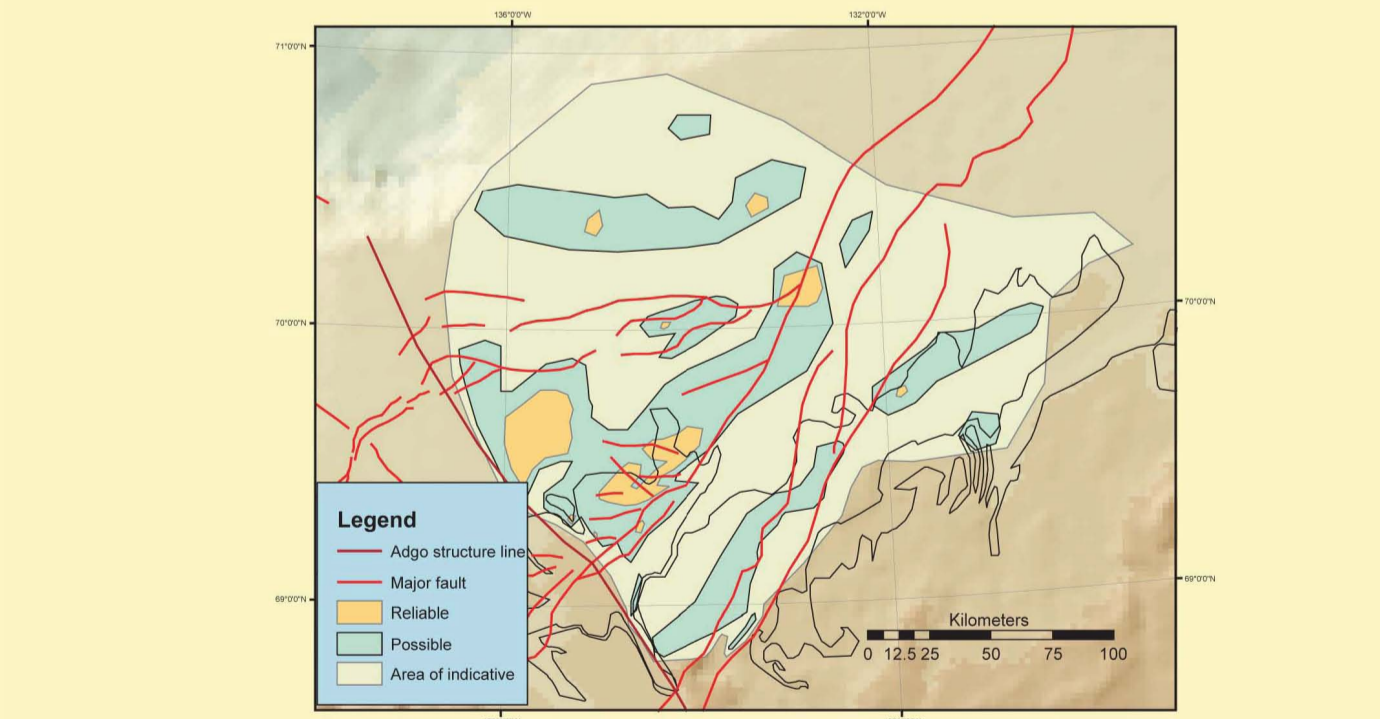 136°0'0"W 132°0'0"W
71°0'0"N
70°0'0"N
70°0'0"N
69°0'0"N
69°0'0"N
Legend
Adgo structure line
Major fault
Reliable
Possible
Area of indicative
Kilometers
0 12.5 25 50 75 100